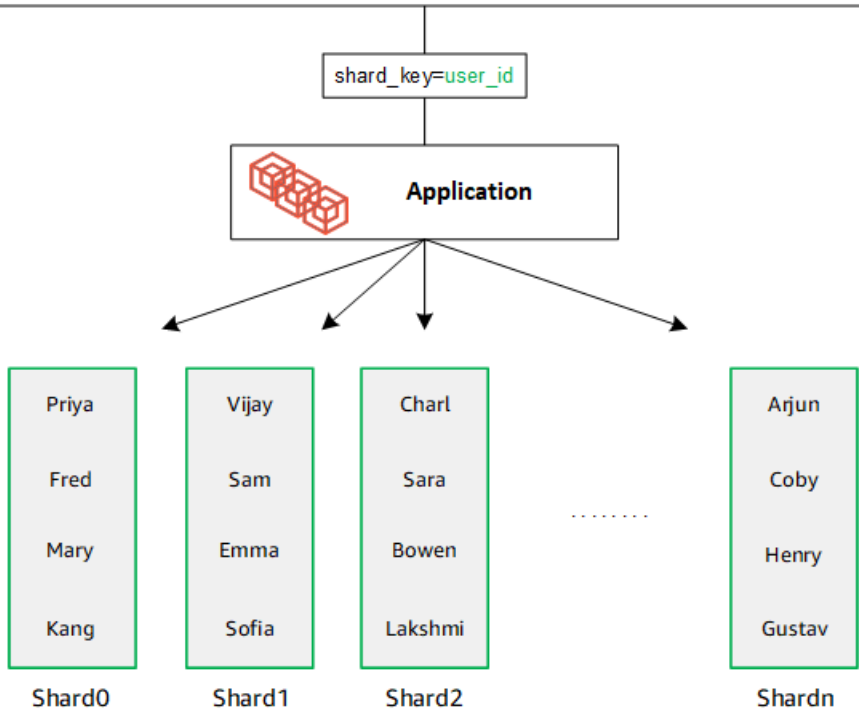 shard_key=user_id
Application
Priya
Fred
Mary
Kang
Shard0
Vijay
Sam
Emma
Sofia
Shard1
Charl
Sara
Bowen
Lakshmi
Shard2
........
Arjun
Coby
Henry
Gustav
Shardn